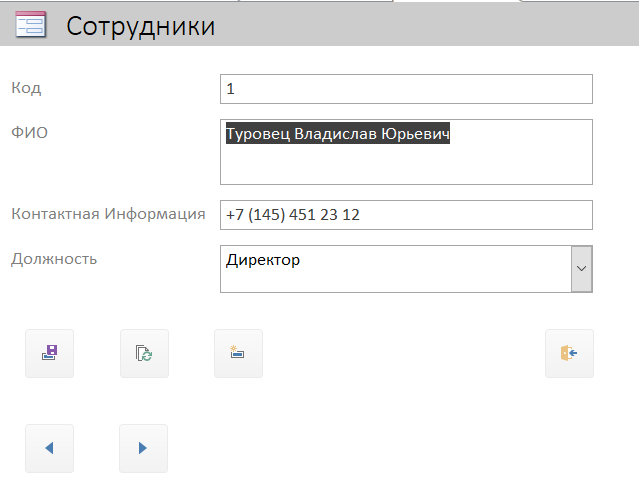 Сотрудники
Код
1
ФИО
Туровец Владислав Юрьевич
Контактная Информация
+7 (145) 451 23 12
Должность
Директор